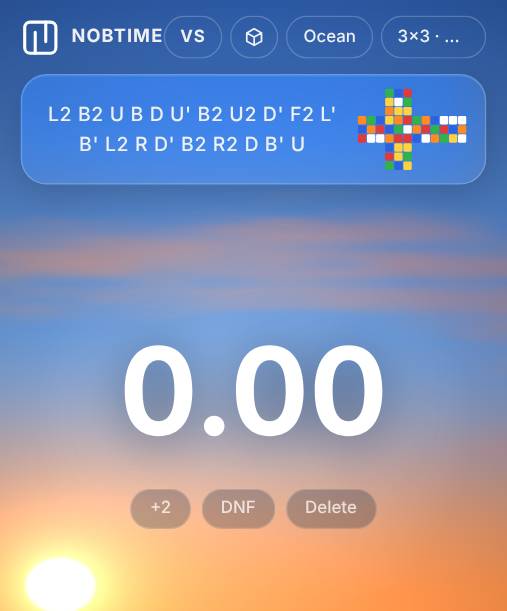 NOBTIME
VS
Ocean
3×3 · ...
L2 B2 U B D U' B2 U2 D' F2 L'
B' L2 R D' B2 R2 D B' U
0.00
+2
DNF
Delete